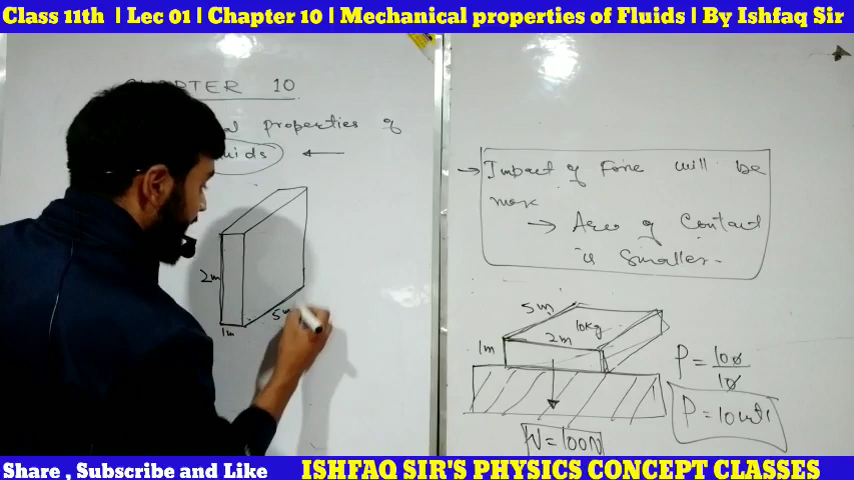 Class 11th | Lec 01 | Chapter 10 | Mechanical properties of Fluids | By Ishfaq Sir
CHAPTER 10
properties of
2m
1m
5m
→ Impact of Force will be
max
→ Area of Contact
is smaller.
5m
10kg
2m
1m
W = 100N
P = 100/10
P = 10
Share , Subscribe and Like
ISHFAQ SIR'S PHYSICS CONCEPT CLASSES